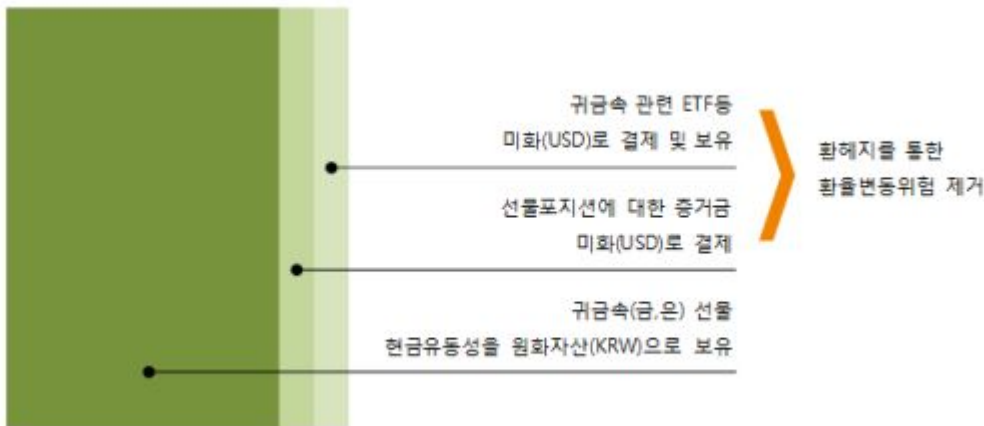 귀금속 관련 ETF등
미화(USD)로 결제 및 보유
환헤지를 통한
환율변동위험 제거
선물포지션에 대한 증거금
미화(USD)로 결제
귀금속(금,은) 선물
현금유동성을 원화자산(KRW)으로 보유